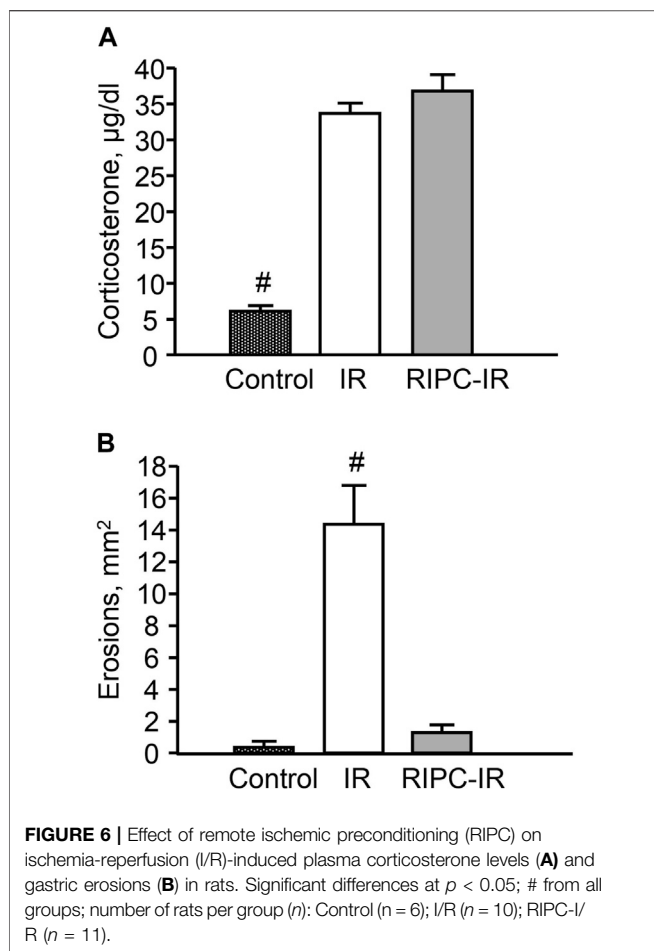 A
Corticosterone, µg/dl
40
35
30
25
20
15
10
5
0
#
Control IR RIPC-IR
B
Erosions, mm²
18
16
14
12
10
8
6
4
2
0
#
Control IR RIPC-IR
FIGURE 6 | Effect of remote ischemic preconditioning (RIPC) on
ischemia-reperfusion (I/R)-induced plasma corticosterone levels (A) and
gastric erosions (B) in rats. Significant differences at p < 0.05; # from all
groups; number of rats per group (n): Control (n = 6); I/R (n = 10); RIPC-I/
R (n = 11).